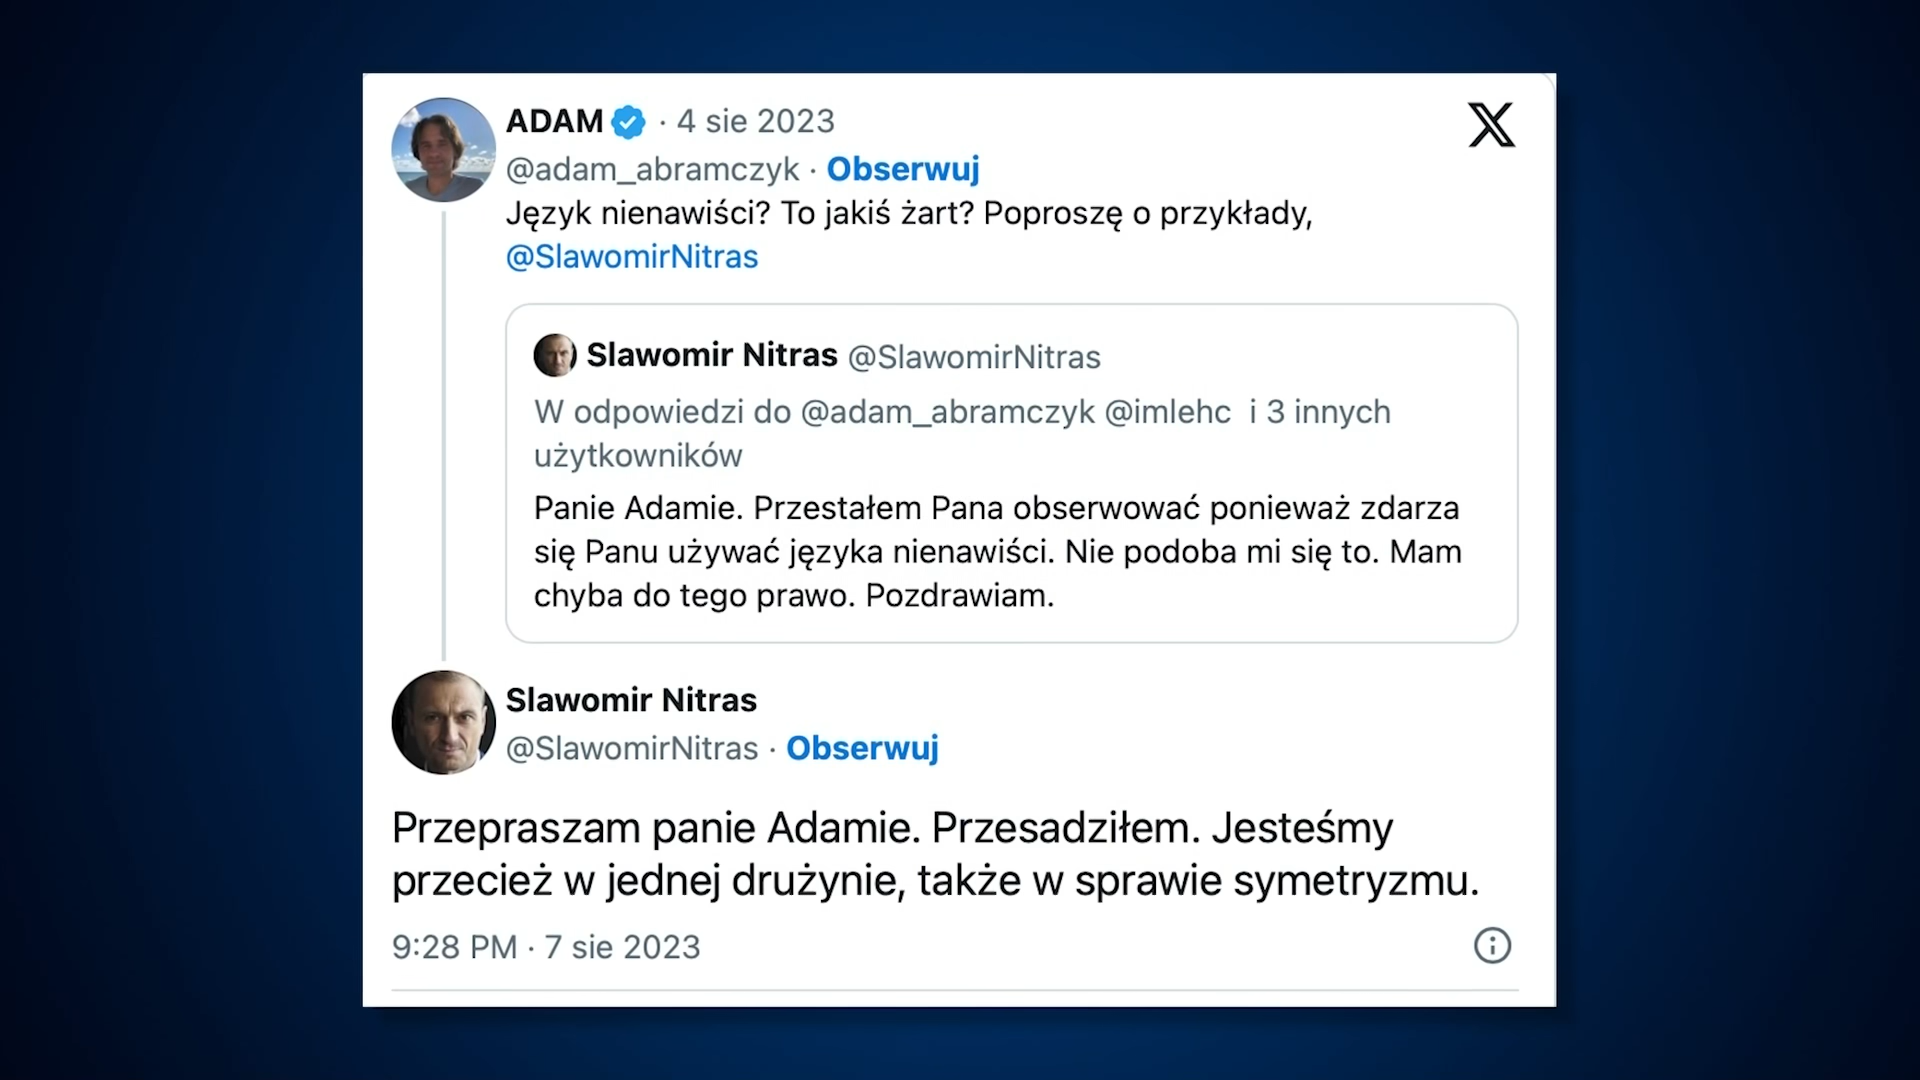 ADAM · 4 sie 2023
@adam_abramczyk · Obserwuj
Język nienawiści? To jakiś żart? Poproszę o przykłady,
@SlawomirNitras
Slawomir Nitras @SlawomirNitras
W odpowiedzi do @adam_abramczyk @imlehc i 3 innych
użytkowników
Panie Adamie. Przestałem Pana obserwować ponieważ zdarza
się Panu używać języka nienawiści. Nie podoba mi się to. Mam
chyba do tego prawo. Pozdrawiam.
Slawomir Nitras
@SlawomirNitras · Obserwuj
Przepraszam panie Adamie. Przesadziłem. Jesteśmy
przecież w jednej drużynie, także w sprawie symetryzmu.
9:28 PM · 7 sie 2023